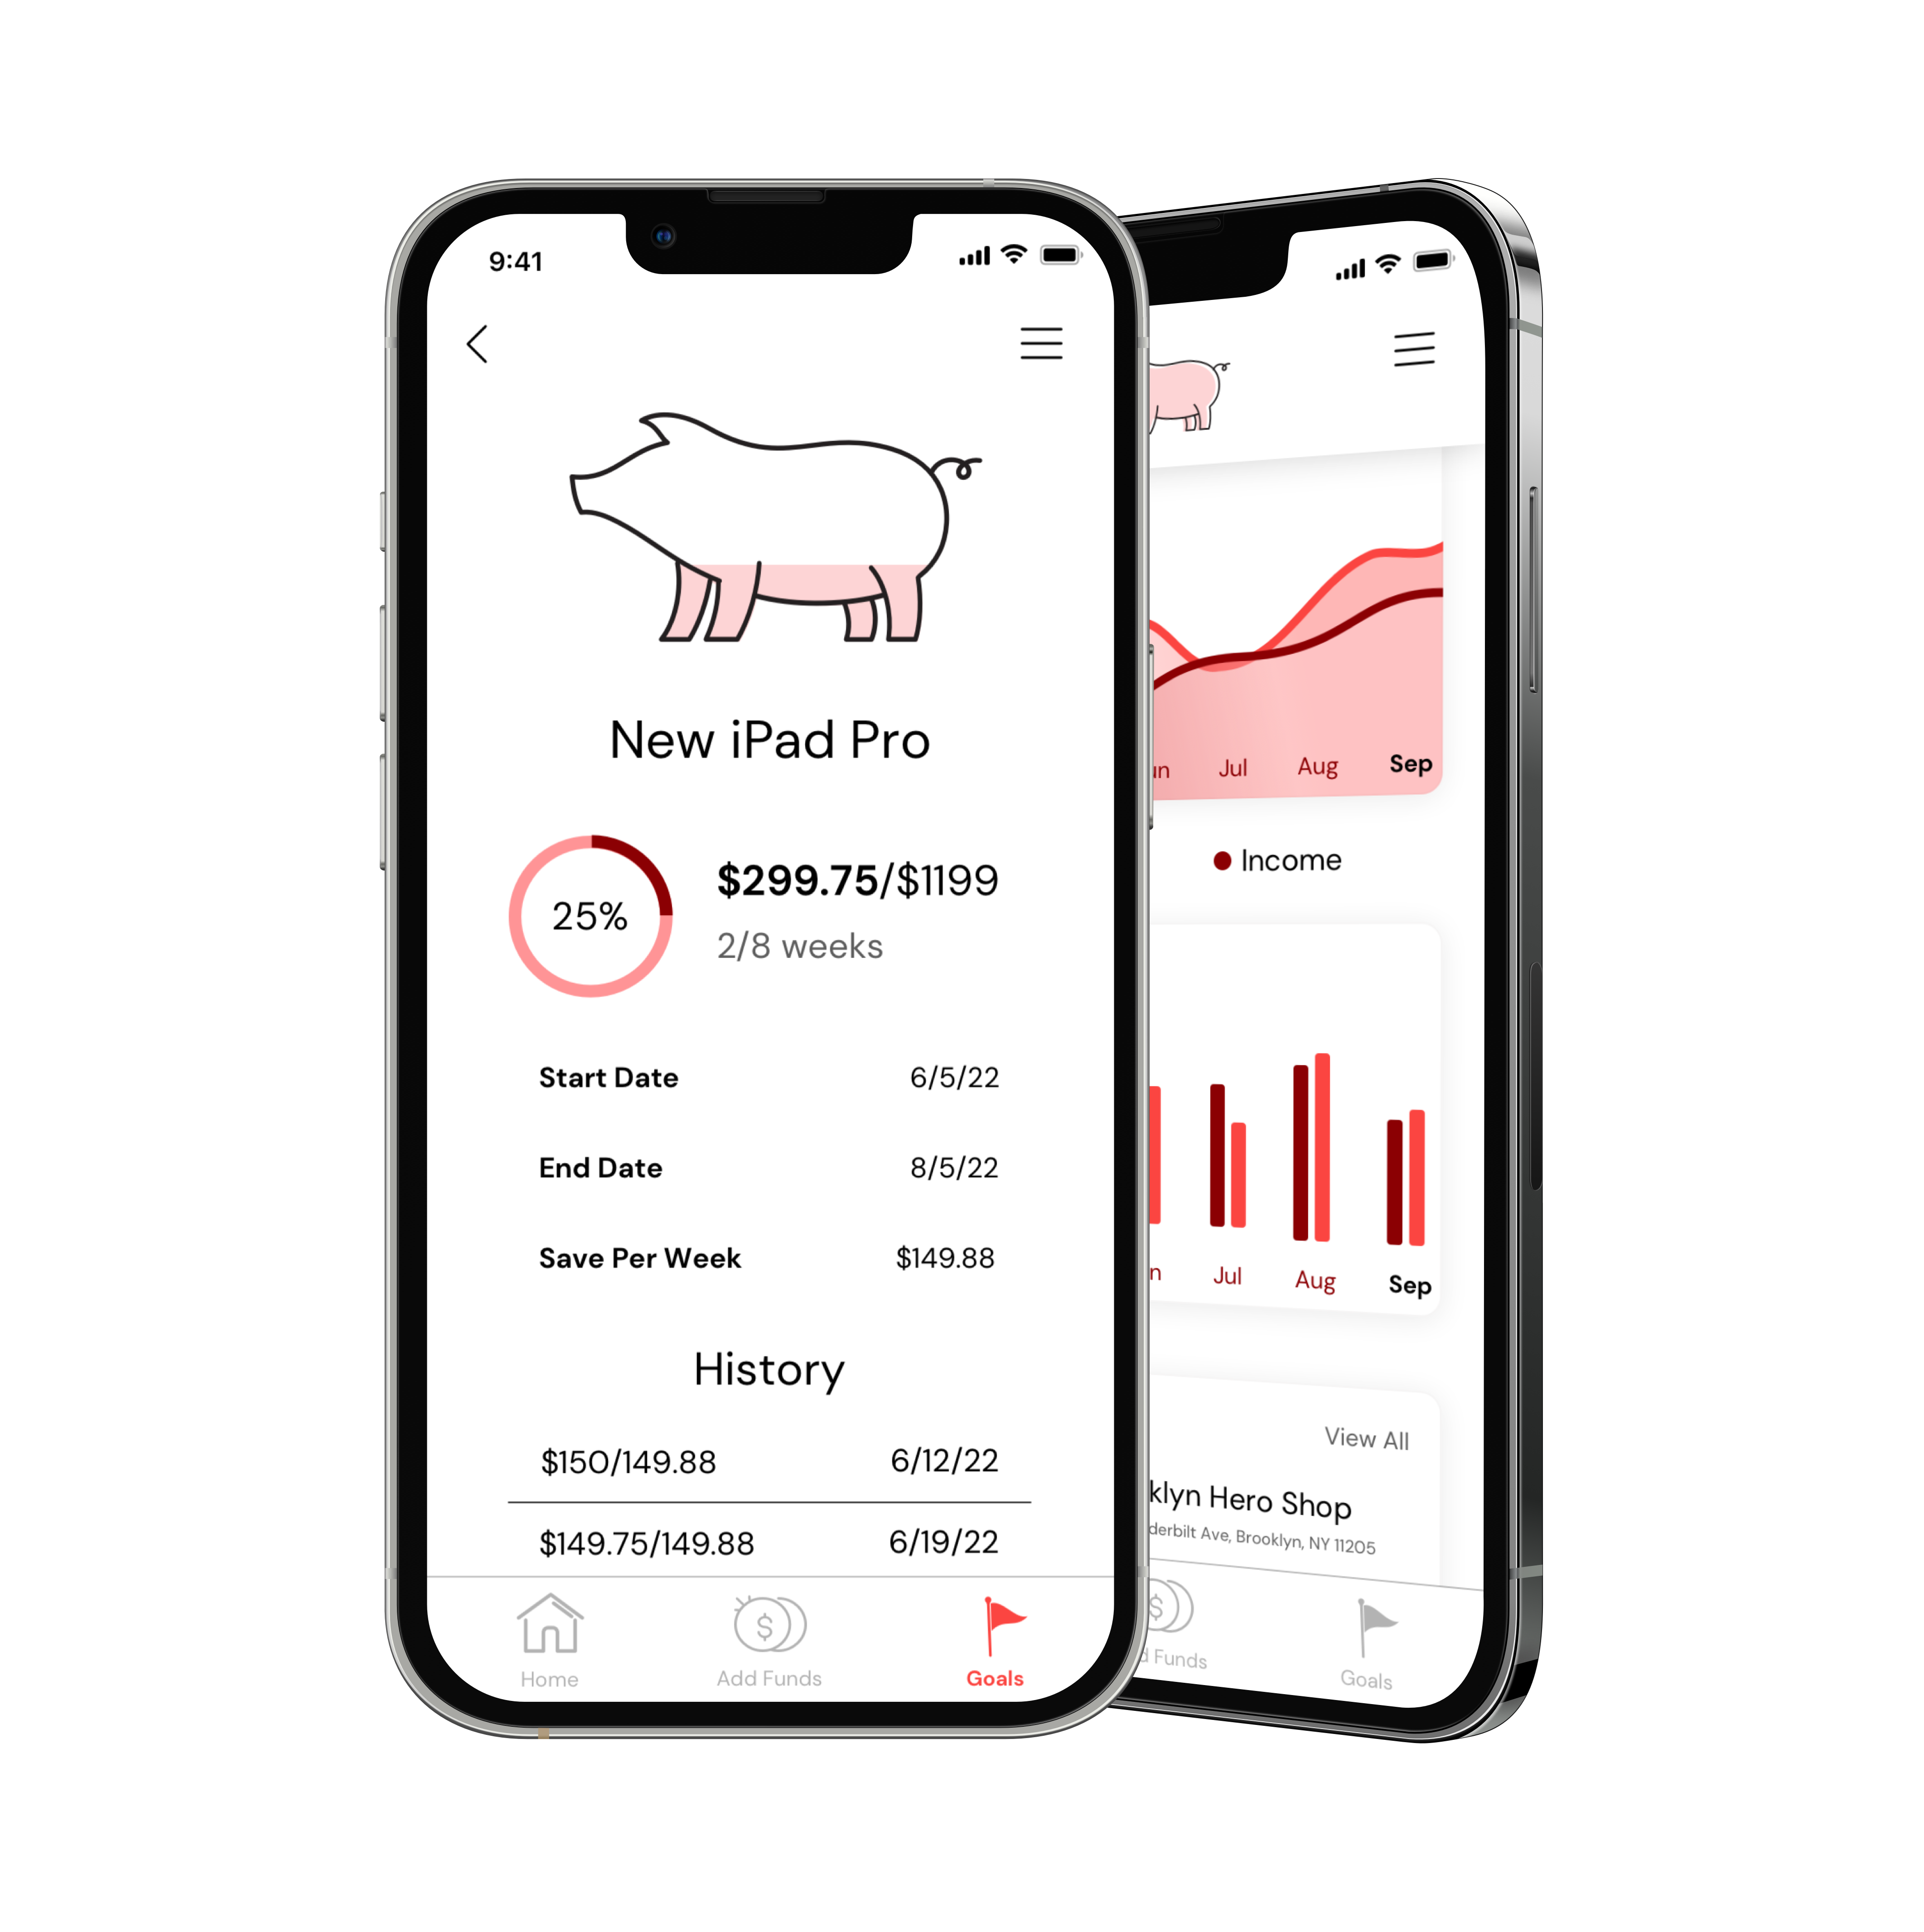 9:41
New iPad Pro
25%
$299.75/$1199
2/8 weeks
Start Date 6/5/22
End Date 8/5/22
Save Per Week $149.88
History
$150/149.88 6/12/22
$149.75/149.88 6/19/22
Home Add Funds Goals
Jul Aug Sep
Income
Jul Aug Sep
View All
klyn Hero Shop
derbilt Ave, Brooklyn, NY 11205
$
d Funds Goals